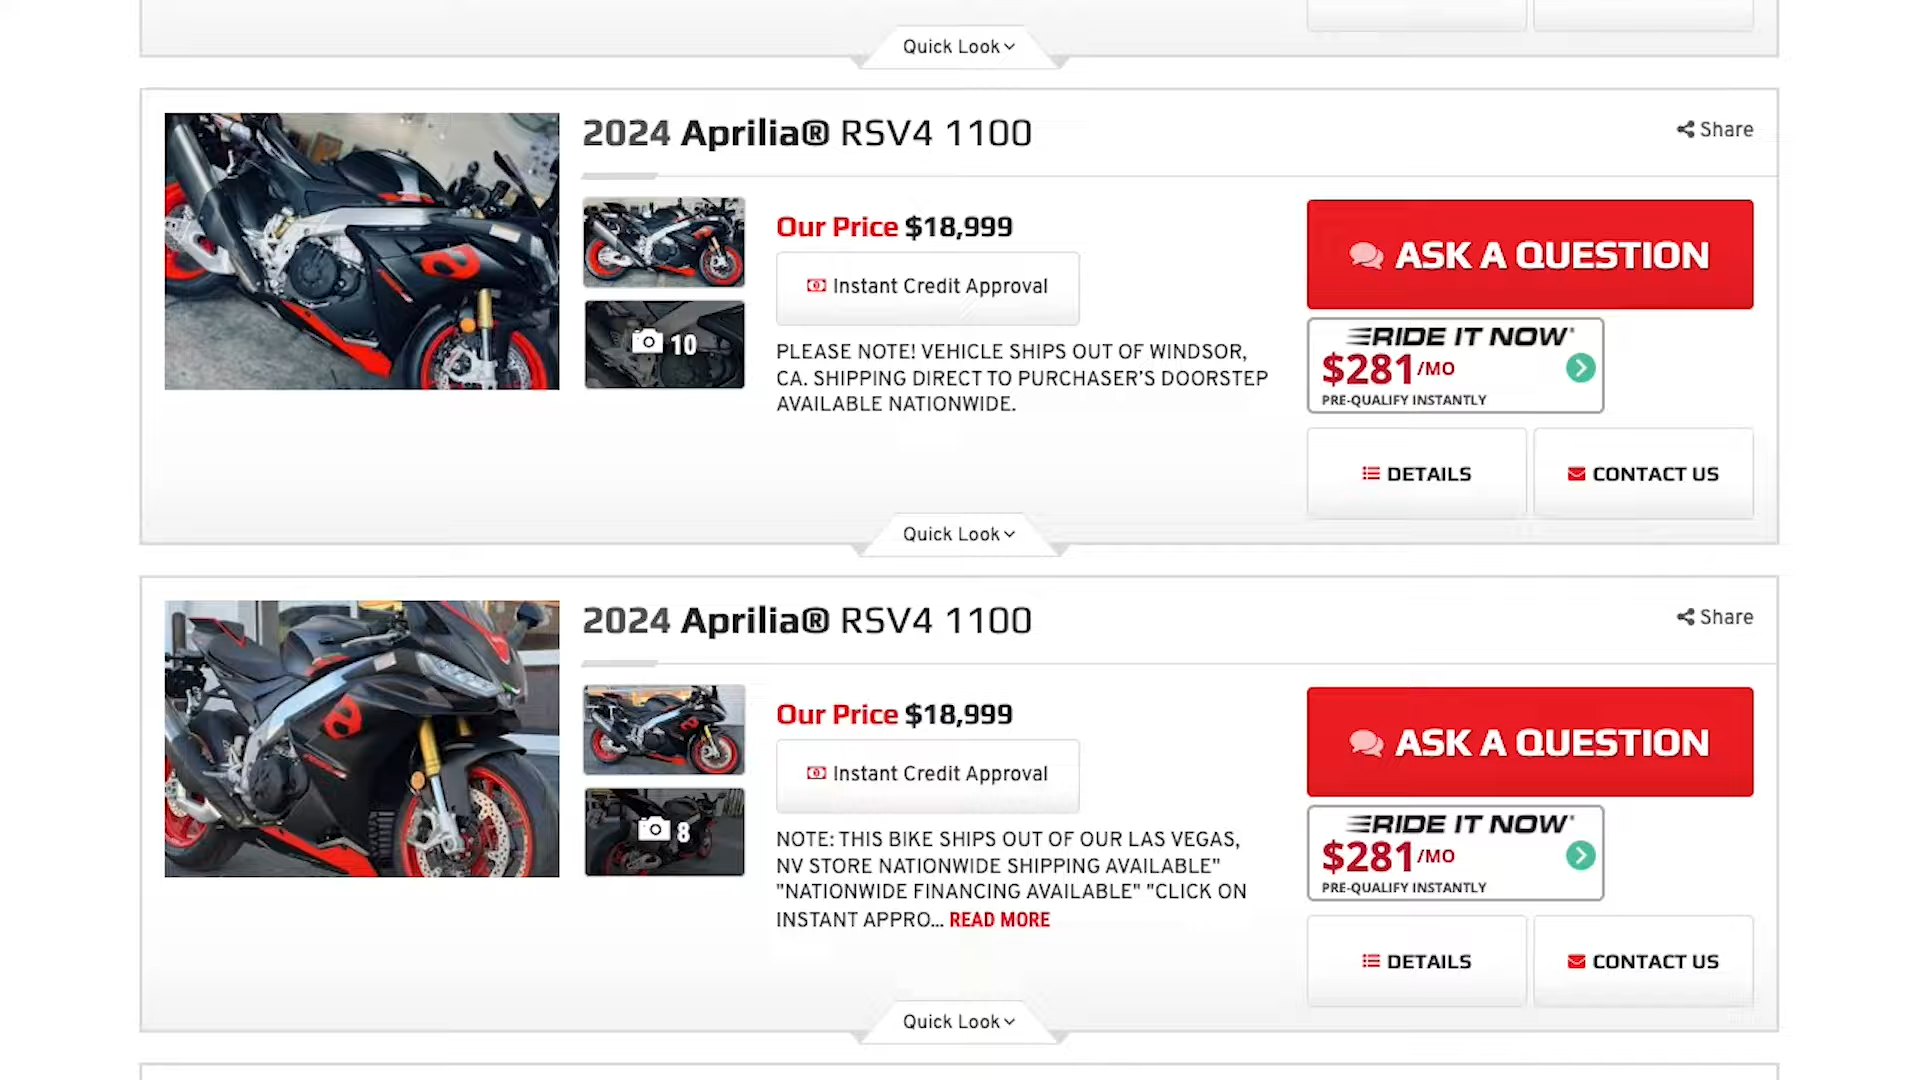 Quick Look
2024 Aprilia® RSV4 1100
Share
Our Price $18,999
Instant Credit Approval
10
PLEASE NOTE! VEHICLE SHIPS OUT OF WINDSOR,
CA. SHIPPING DIRECT TO PURCHASER'S DOORSTEP
AVAILABLE NATIONWIDE.
ASK A QUESTION
RIDE IT NOW®
$281/MO
PRE-QUALIFY INSTANTLY
DETAILS
CONTACT US
Quick Look
2024 Aprilia® RSV4 1100
Share
Our Price $18,999
Instant Credit Approval
8
NOTE: THIS BIKE SHIPS OUT OF OUR LAS VEGAS,
NV STORE NATIONWIDE SHIPPING AVAILABLE"
"NATIONWIDE FINANCING AVAILABLE" "CLICK ON
INSTANT APPRO... READ MORE
ASK A QUESTION
RIDE IT NOW®
$281/MO
PRE-QUALIFY INSTANTLY
DETAILS
CONTACT US
Quick Look